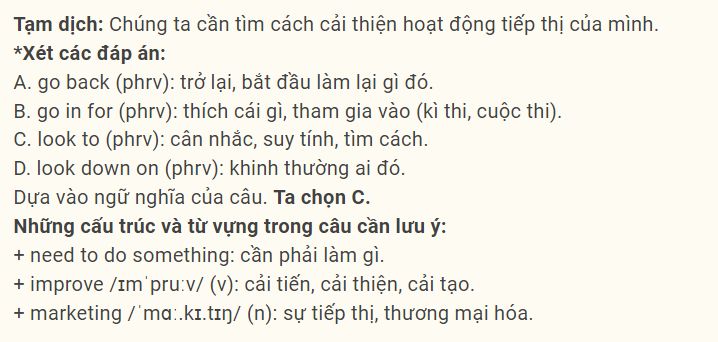 Tạm dịch: Chúng ta cần tìm cách cải thiện hoạt động tiếp thị của mình.
*Xét các đáp án:
A. go back (phrv): trở lại, bắt đầu làm lại gì đó.
B. go in for (phrv): thích cái gì, tham gia vào (kì thi, cuộc thi).
C. look to (phrv): cân nhắc, suy tính, tìm cách.
D. look down on (phrv): khinh thường ai đó.
Dựa vào ngữ nghĩa của câu. Ta chọn C.
Những cấu trúc và từ vựng trong câu cần lưu ý:
+ need to do something: cần phải làm gì.
+ improve /ɪmˈpruːv/ (v): cải tiến, cải thiện, cải tạo.
+ marketing /ˈmɑː.kɪ.tɪŋ/ (n): sự tiếp thị, thương mại hóa.